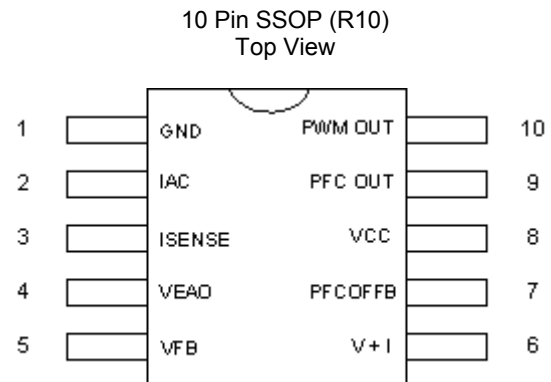 10 Pin SSOP (R10)
Top View
1 GND PWM OUT 10
2 IAC PFC OUT 9
3 ISENSE VCC 8
4 VEAO PFCOFFB 7
5 VFB V+I 6